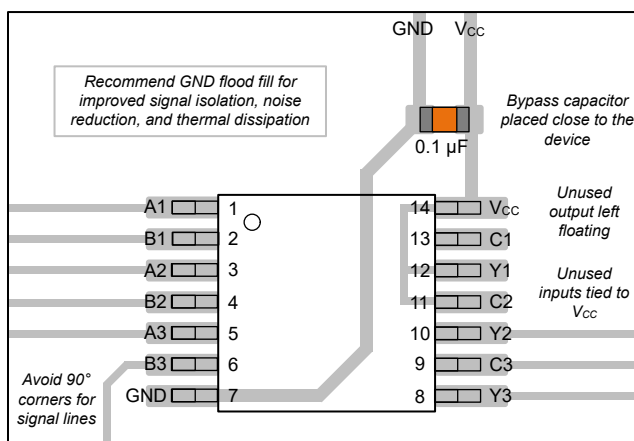 GND VCC
Recommend GND flood fill for
improved signal isolation, noise
reduction, and thermal dissipation
Bypass capacitor
placed close to the
device
0.1 µF
A1 1 14 VCC
B1 2 13 C1
A2 3 12 Y1
B2 4 11 C2
A3 5 10 Y2
B3 6 9 C3
GND 7 8 Y3
Unused
output left
floating
Unused
inputs tied to
VCC
Avoid 90°
corners for
signal lines